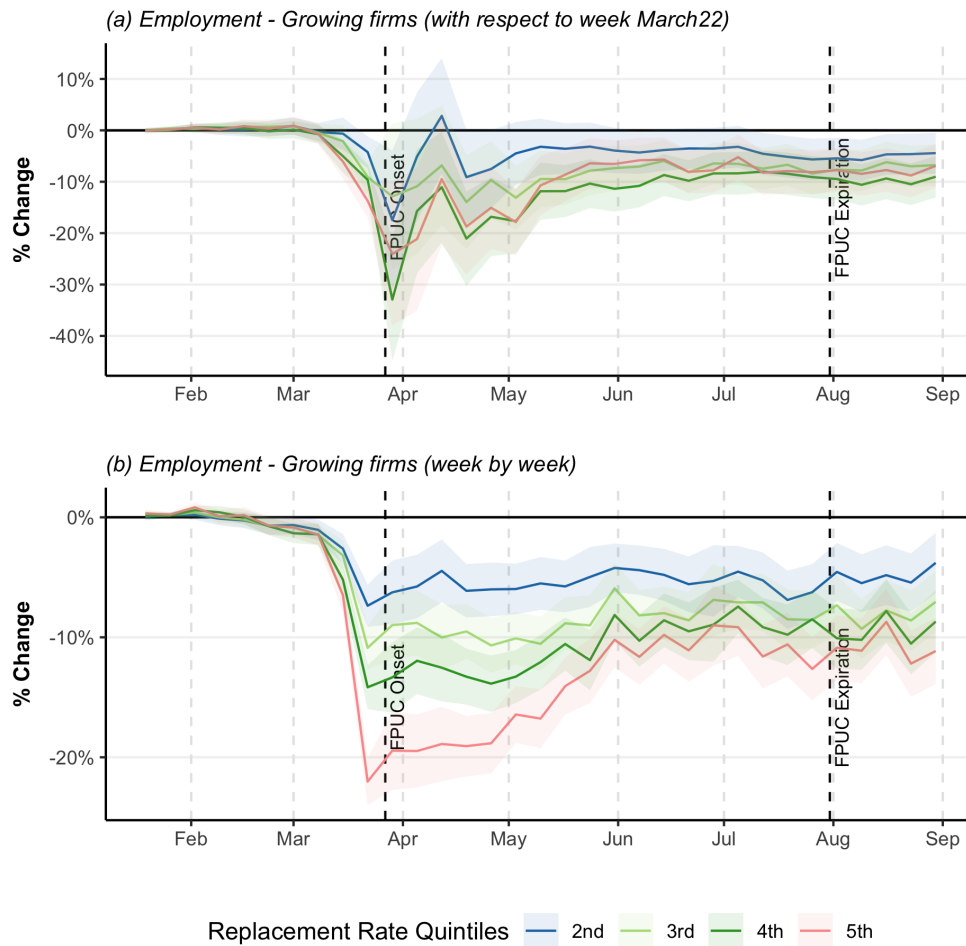 (a) Employment - Growing firms (with respect to week March22)
% Change
10%
0%
-10%
-20%
-30%
-40%
FPUC Onset
FPUC Expiration
Feb Mar Apr May Jun Jul Aug Sep
(b) Employment - Growing firms (week by week)
% Change
0%
-10%
-20%
FPUC Onset
FPUC Expiration
Feb Mar Apr May Jun Jul Aug Sep
Replacement Rate Quintiles 2nd 3rd 4th 5th